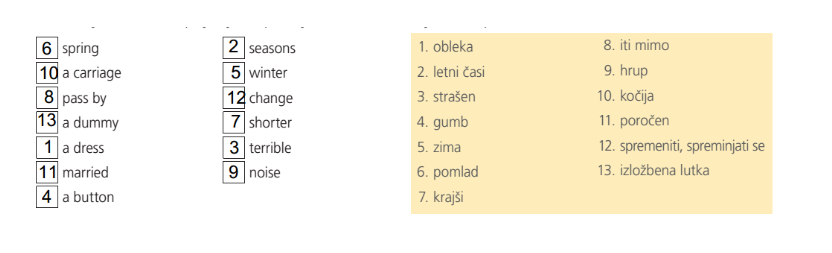 6 spring
10 a carriage
8 pass by
13 a dummy
1 a dress
11 married
4 a button
2 seasons
5 winter
12 change
7 shorter
3 terrible
9 noise
1. obleka
2. letni časi
3. strašen
4. gumb
5. zima
6. pomlad
7. krajši
8. iti mimo
9. hrup
10. kočija
11. poročen
12. spremeniti, spreminjati se
13. izložbena lutka